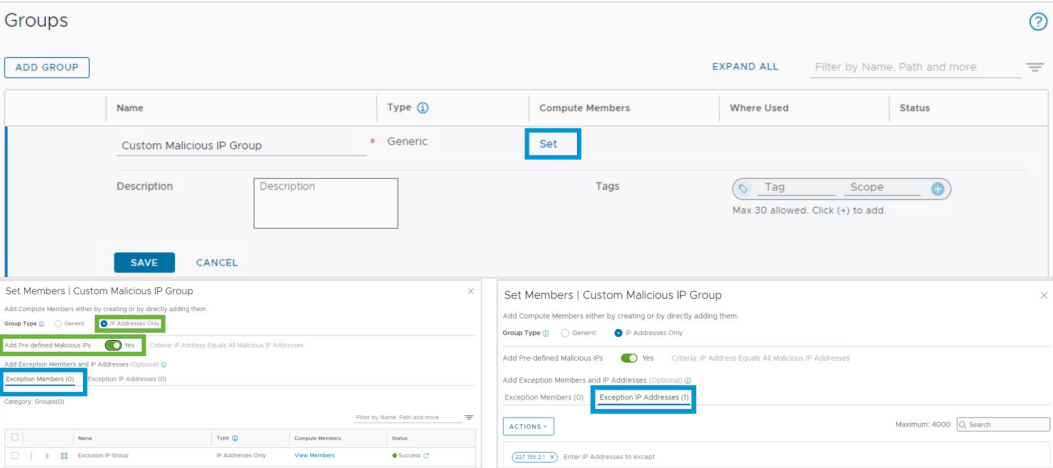 Groups
ADD GROUP
EXPAND ALL
Filter by Name, Path and more
Name
Type
Compute Members
Where Used
Status
Custom Malicious IP Group
* Generic
Set
Description
Description
Tags
Tag
Scope
Max 30 allowed. Click (+) to add.
SAVE
CANCEL
Set Members | Custom Malicious IP Group
Add Compute Members either by creating or by directly adding them.
Group Type
Generic
IP Addresses Only
Add Pre-defined Malicious IPs
Yes
Criteria: IP Address Equals All Malicious IP Addresses
Add Exception Members and IP Addresses (Optional)
Exception Members (0)
Exception IP Addresses (0)
Category: Groups(0)
Filter by Name, Path and more
Name
Type
Compute Members
Status
Exclusion IP Group
IP Addresses Only
View Members
Success
Set Members | Custom Malicious IP Group
Add Compute Members either by creating or by directly adding them.
Group Type
Generic
IP Addresses Only
Add Pre-defined Malicious IPs
Yes
Criteria: IP Address Equals All Malicious IP Addresses
Add Exception Members and IP Addresses (Optional)
Exception Members (0)
Exception IP Addresses (1)
ACTIONS
Maximum: 4000
Search
227.156.2.1
Enter IP Addresses to except